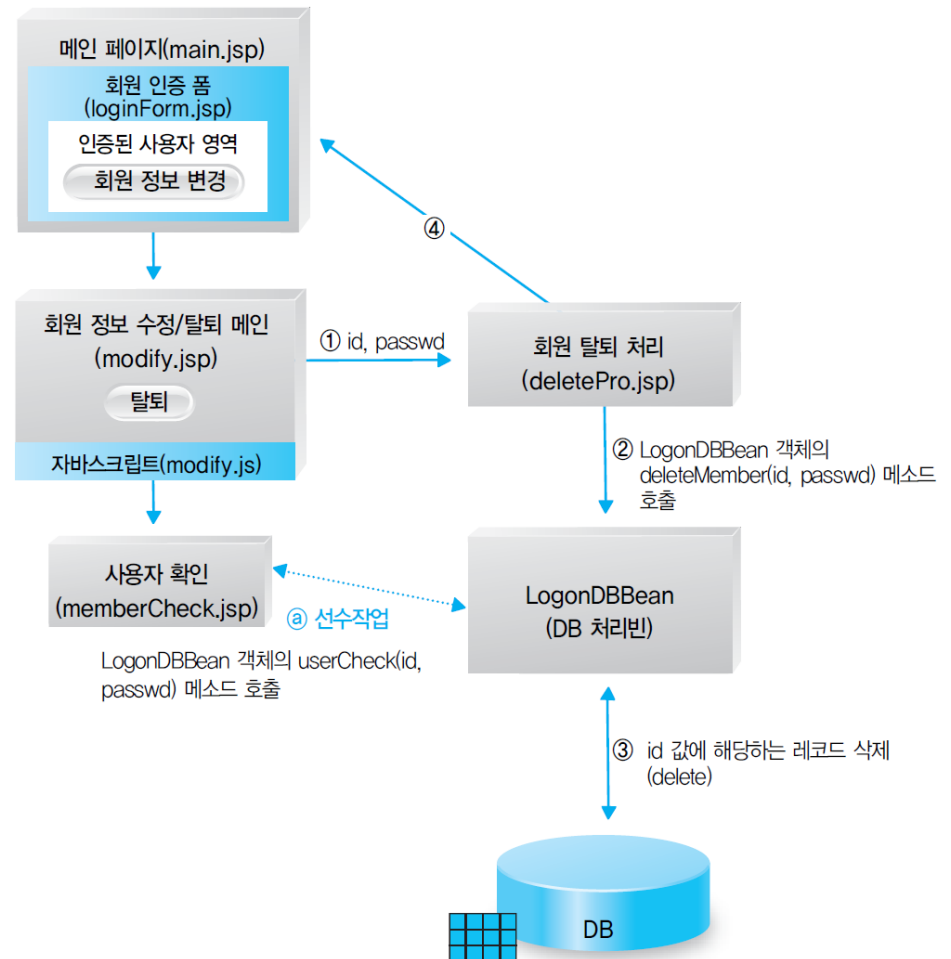 메인 페이지(main.jsp)
회원 인증 폼
(loginForm.jsp)
인증된 사용자 영역
회원 정보 변경
④
회원 정보 수정/탈퇴 메인
(modify.jsp)
탈퇴
자바스크립트(modify.js)
① id, passwd
회원 탈퇴 처리
(deletePro.jsp)
② LogonDBBean 객체의
deleteMember(id, passwd) 메소드
호출
사용자 확인
(memberCheck.jsp)
ⓐ 선수작업
LogonDBBean 객체의 userCheck(id,
passwd) 메소드 호출
LogonDBBean
(DB 처리빈)
③ id 값에 해당하는 레코드 삭제
(delete)
DB